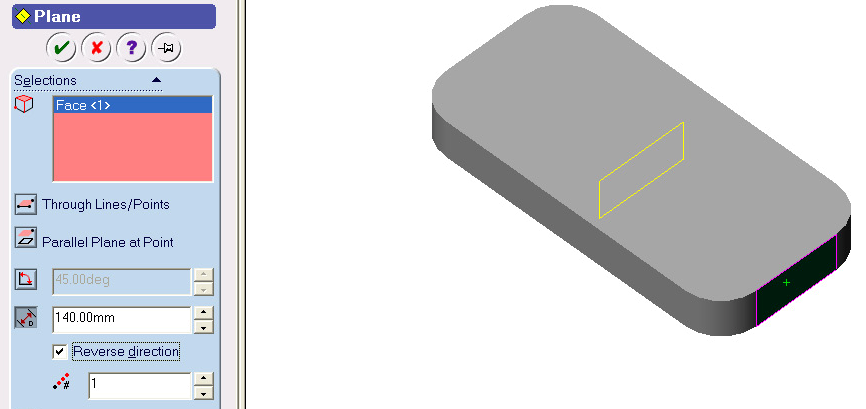 Plane
?
Selections
Face <1>
Through Lines/Points
Parallel Plane at Point
45.00deg
D
140.00mm
Reverse direction
#
1